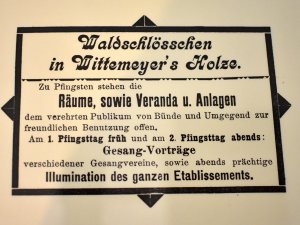 Waldschlösschen
in Wittemeyer's Holze.
Zu Pfingsten stehen die
Räume, sowie Veranda u. Anlagen
dem verehrten Publikum von Bünde und Umgegend zur
freundlichen Benutzung offen.
Am 1. Pfingsttag früh und am 2. Pfingsttag abends:
Gesang-Vorträge
verschiedener Gesangvereine, sowie abends prächtige
Illumination des ganzen Etablissements.